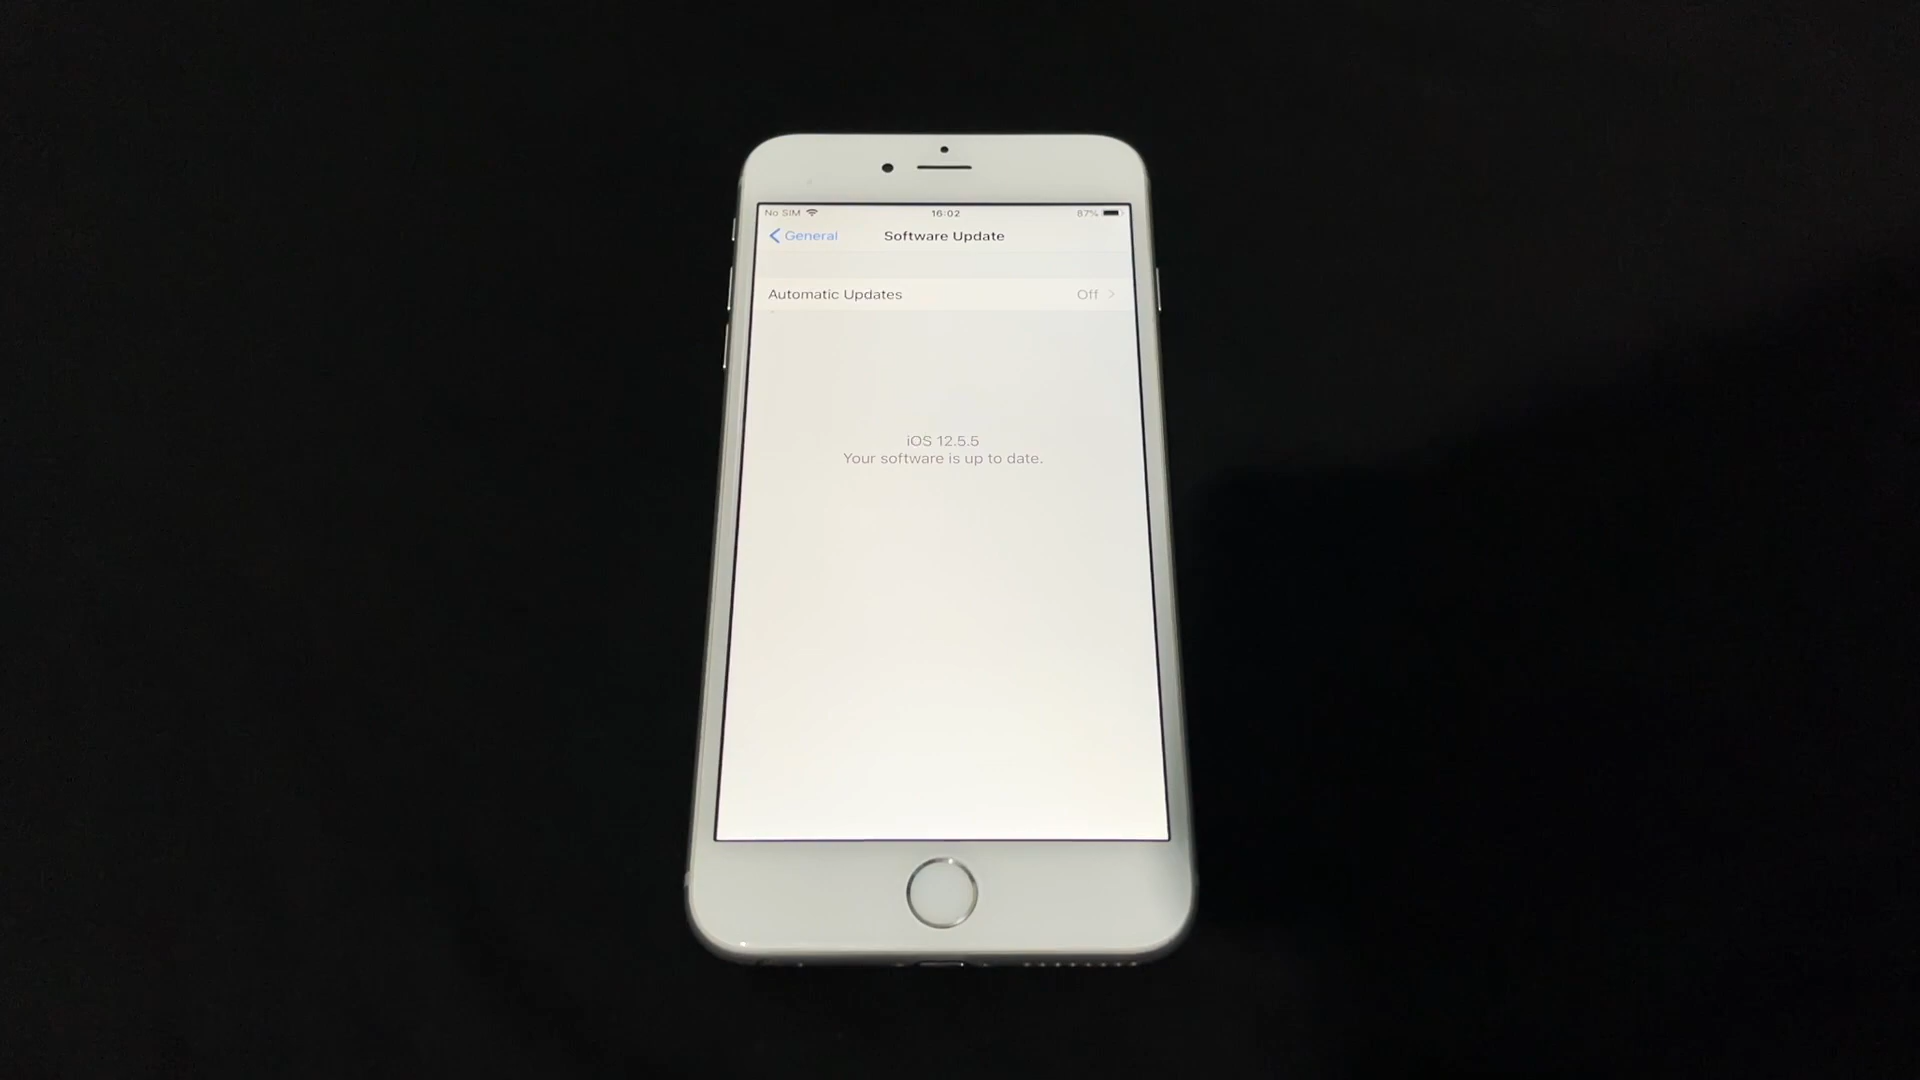 No SIM 16:02 87%
General Software Update
Automatic Updates Off
iOS 12.5.5
Your software is up to date.